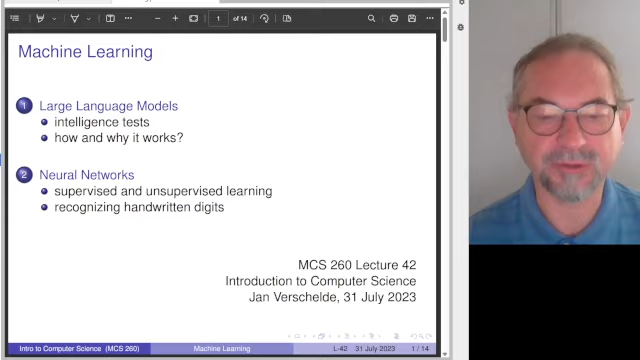 1 of 14
Machine Learning
1 Large Language Models
intelligence tests
how and why it works?
2 Neural Networks
supervised and unsupervised learning
recognizing handwritten digits
MCS 260 Lecture 42
Introduction to Computer Science
Jan Verschelde, 31 July 2023
Intro to Computer Science (MCS 260) Machine Learning L-42 31 July 2023 1 / 14